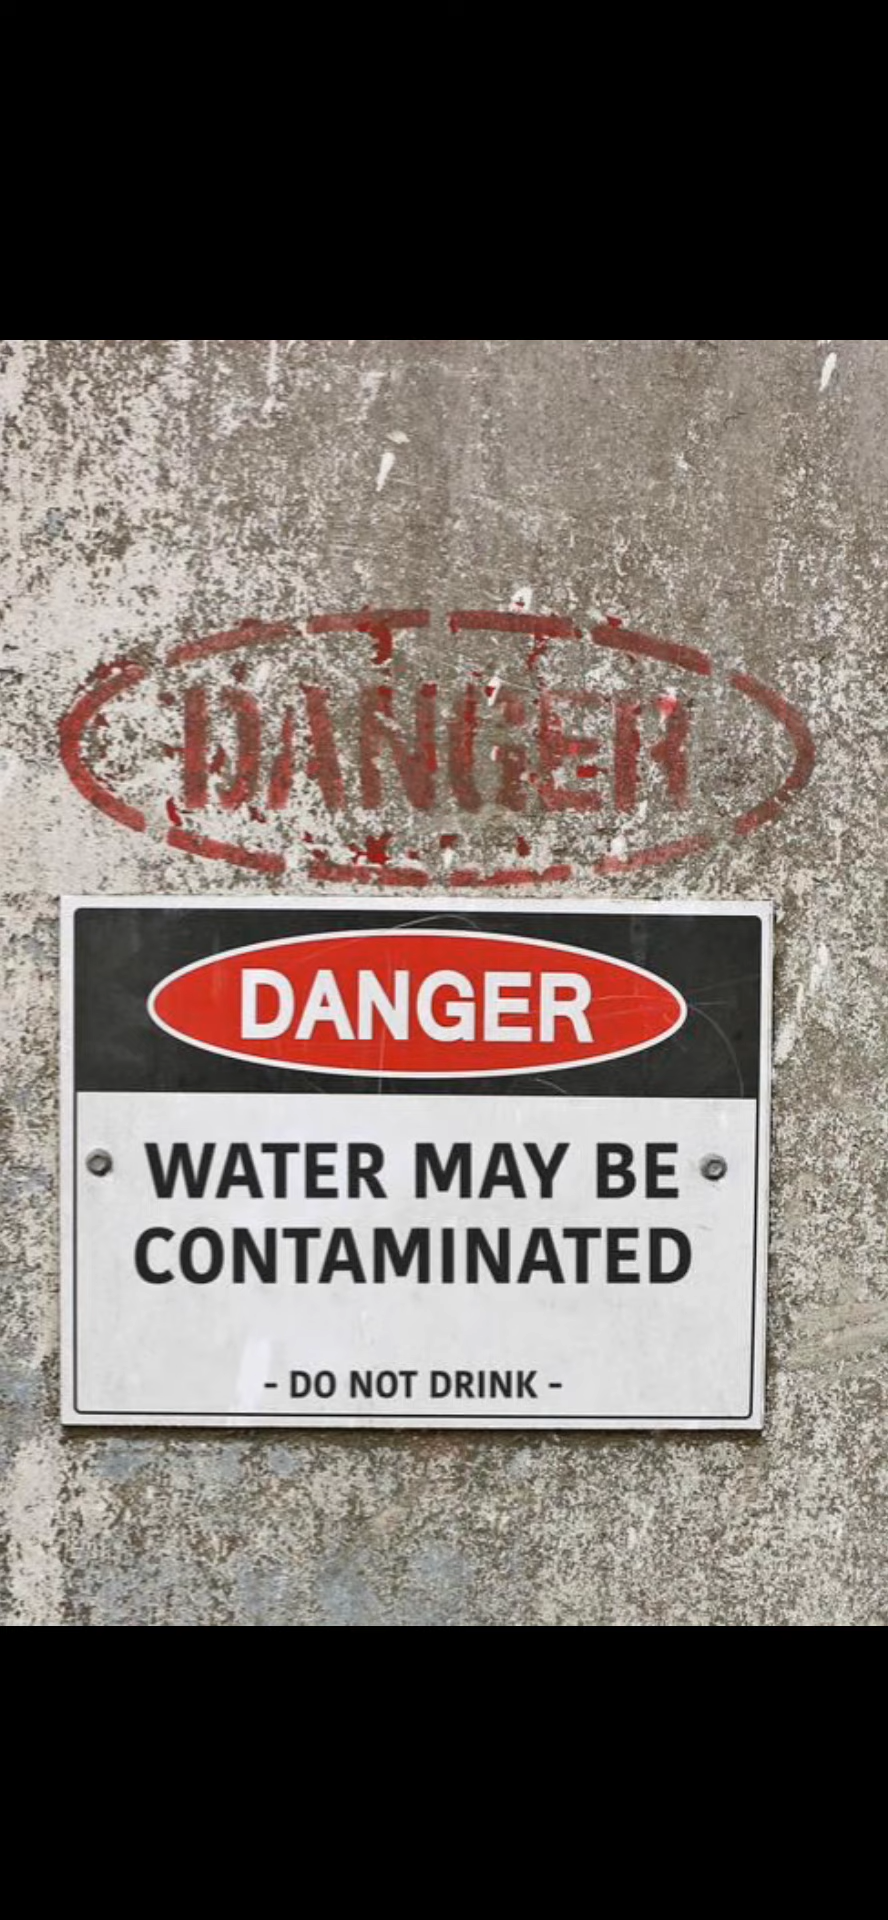 DANGER
DANGER
WATER MAY BE
CONTAMINATED
- DO NOT DRINK -